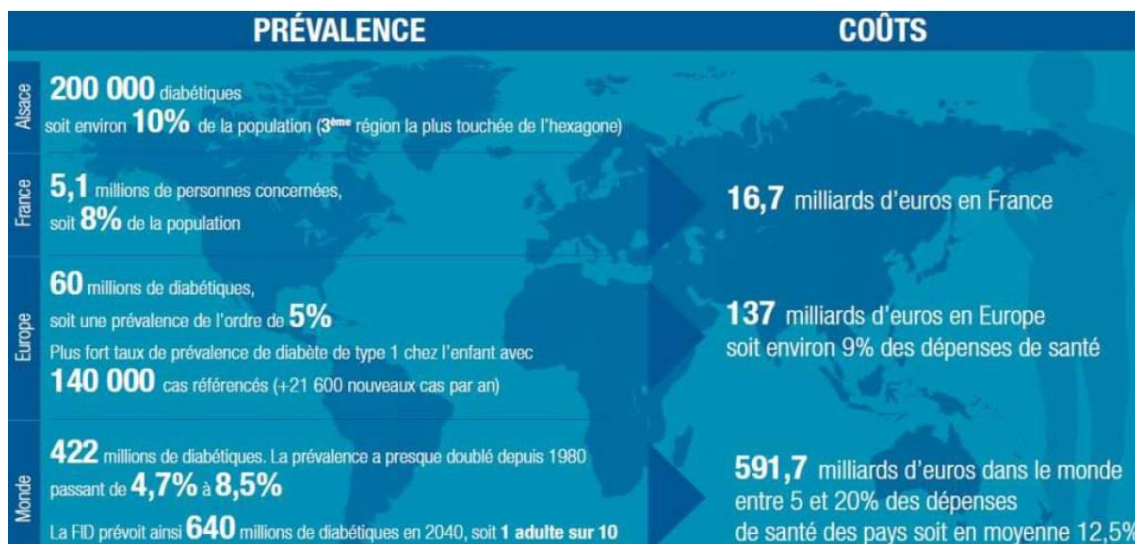 PRÉVALENCE
COÛTS
Alsace
200 000 diabétiques
soit environ 10% de la population (3ème région la plus touchée de l'hexagone)
France
5,1 millions de personnes concernées,
soit 8% de la population
16,7 milliards d'euros en France
Europe
60 millions de diabétiques,
soit une prévalence de l'ordre de 5%
Plus fort taux de prévalence de diabète de type 1 chez l'enfant avec
140 000 cas référencés (+21 600 nouveaux cas par an)
137 milliards d'euros en Europe
soit environ 9% des dépenses de santé
Monde
422 millions de diabétiques. La prévalence a presque doublé depuis 1980
passant de 4,7% à 8,5%
La FID prévoit ainsi 640 millions de diabétiques en 2040, soit 1 adulte sur 10
591,7 milliards d'euros dans le monde
entre 5 et 20% des dépenses
de santé des pays soit en moyenne 12,5%